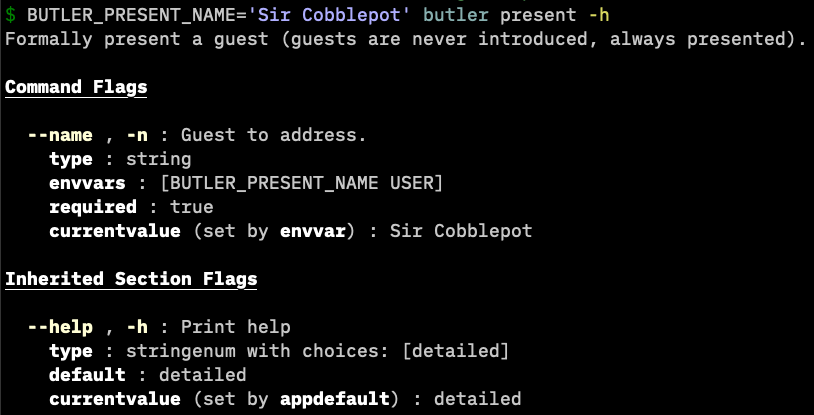 $ BUTLER_PRESENT_NAME='Sir Cobblepot' butler present -h
Formally present a guest (guests are never introduced, always presented).
Command Flags
--name , -n : Guest to address.
type : string
envvars : [BUTLER_PRESENT_NAME USER]
required : true
currentvalue (set by envvar) : Sir Cobblepot
Inherited Section Flags
--help , -h : Print help
type : stringenum with choices: [detailed]
default : detailed
currentvalue (set by appdefault) : detailed